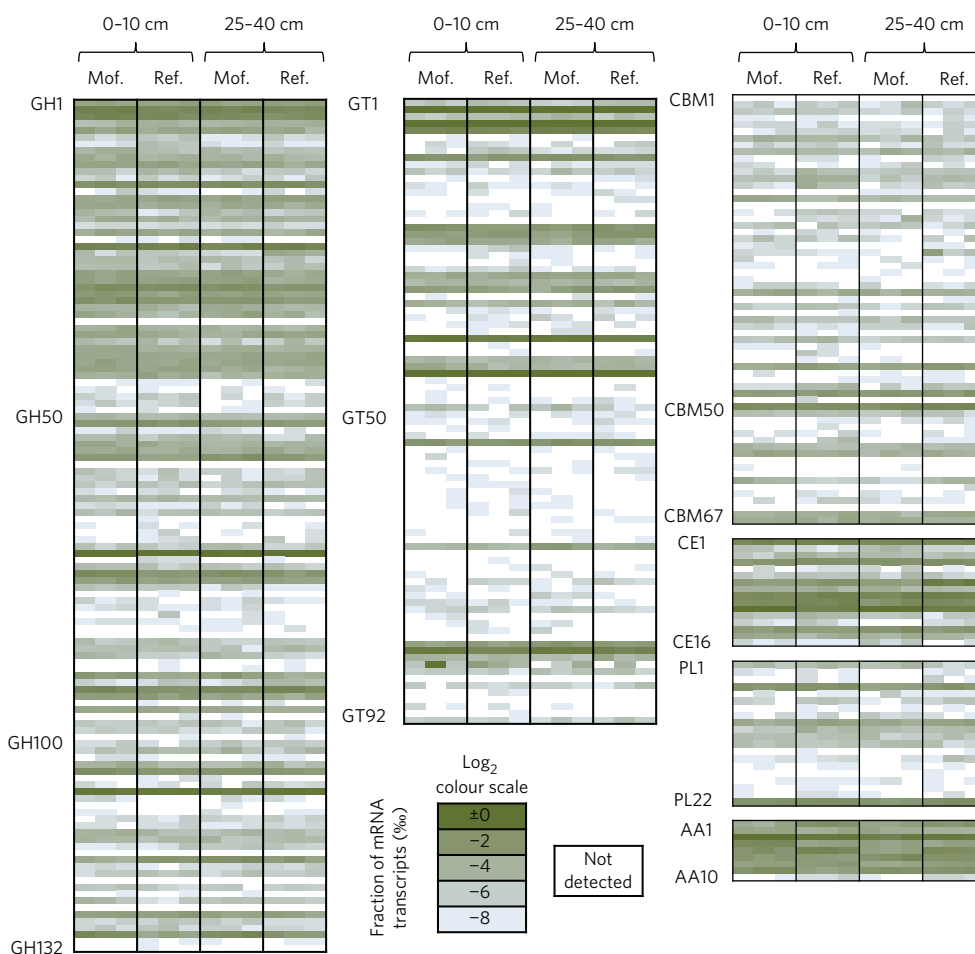 0–10 cm
25–40 cm
Mof.
Ref.
Mof.
Ref.
GH1
GH50
GH100
GH132
0–10 cm
25–40 cm
Mof.
Ref.
Mof.
Ref.
GT1
GT50
GT92
0–10 cm
25–40 cm
Mof.
Ref.
Mof.
Ref.
CBM1
CBM50
CBM67
CE1
CE16
PL1
PL22
AA1
AA10
Log2
colour scale
Fraction of mRNA
transcripts (‰)
±0
−2
−4
−6
−8
Not
detected